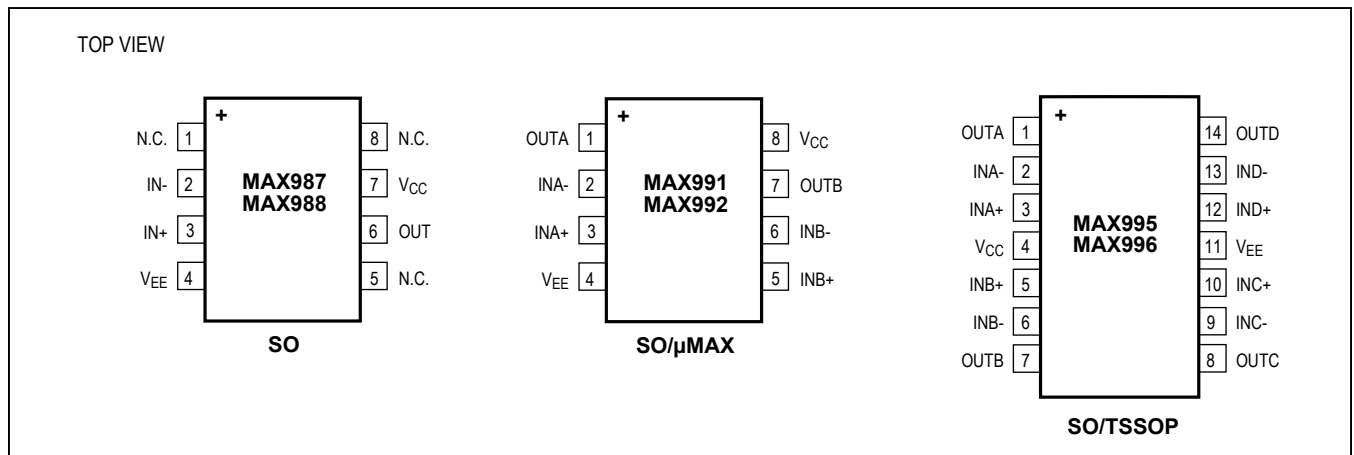 TOP VIEW
+
N.C. 1 8 N.C.
IN- 2 7 VCC
IN+ 3 6 OUT
VEE 4 5 N.C.
MAX987
MAX988
SO
+
OUTA 1 8 VCC
INA- 2 7 OUTB
INA+ 3 6 INB-
VEE 4 5 INB+
MAX991
MAX992
SO/µMAX
+
OUTA 1 14 OUTD
INA- 2 13 IND-
INA+ 3 12 IND+
VCC 4 11 VEE
INB+ 5 10 INC+
INB- 6 9 INC-
OUTB 7 8 OUTC
MAX995
MAX996
SO/TSSOP